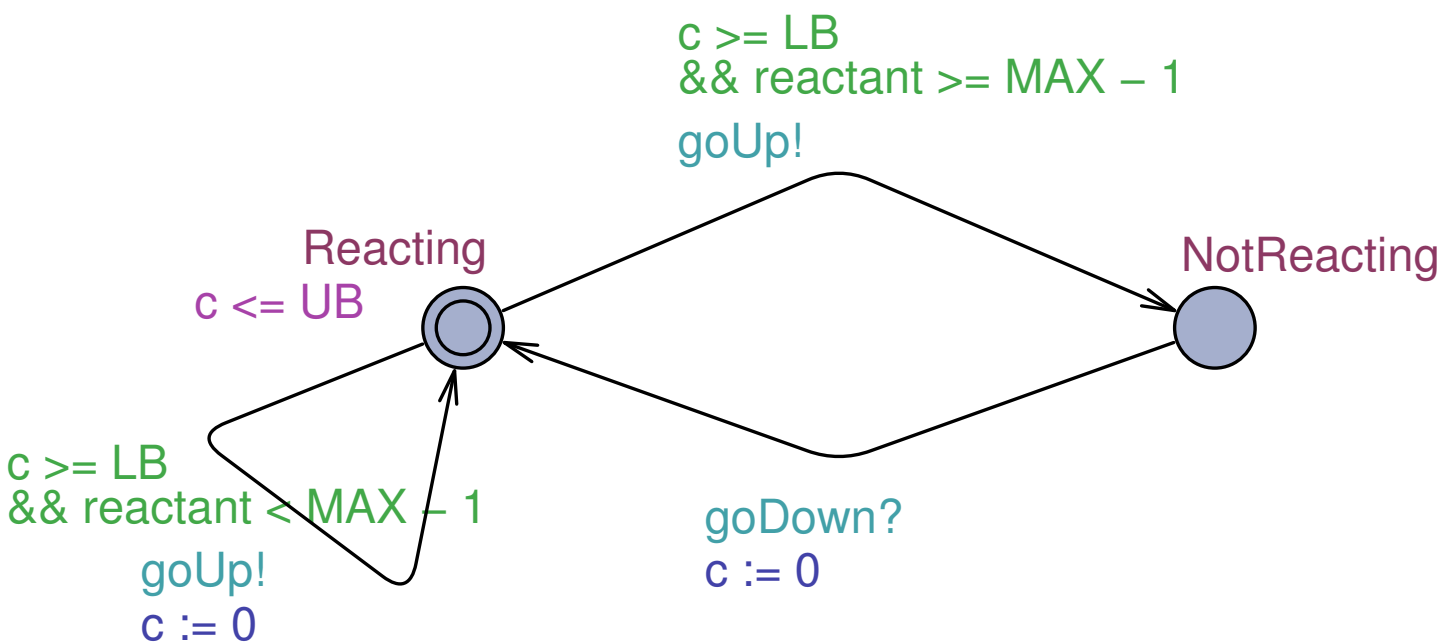 c >= LB
&& reactant >= MAX – 1
goUp!
Reacting
NotReacting
c <= UB
c >= LB
&& reactant < MAX – 1
goUp!
c := 0
goDown?
c := 0